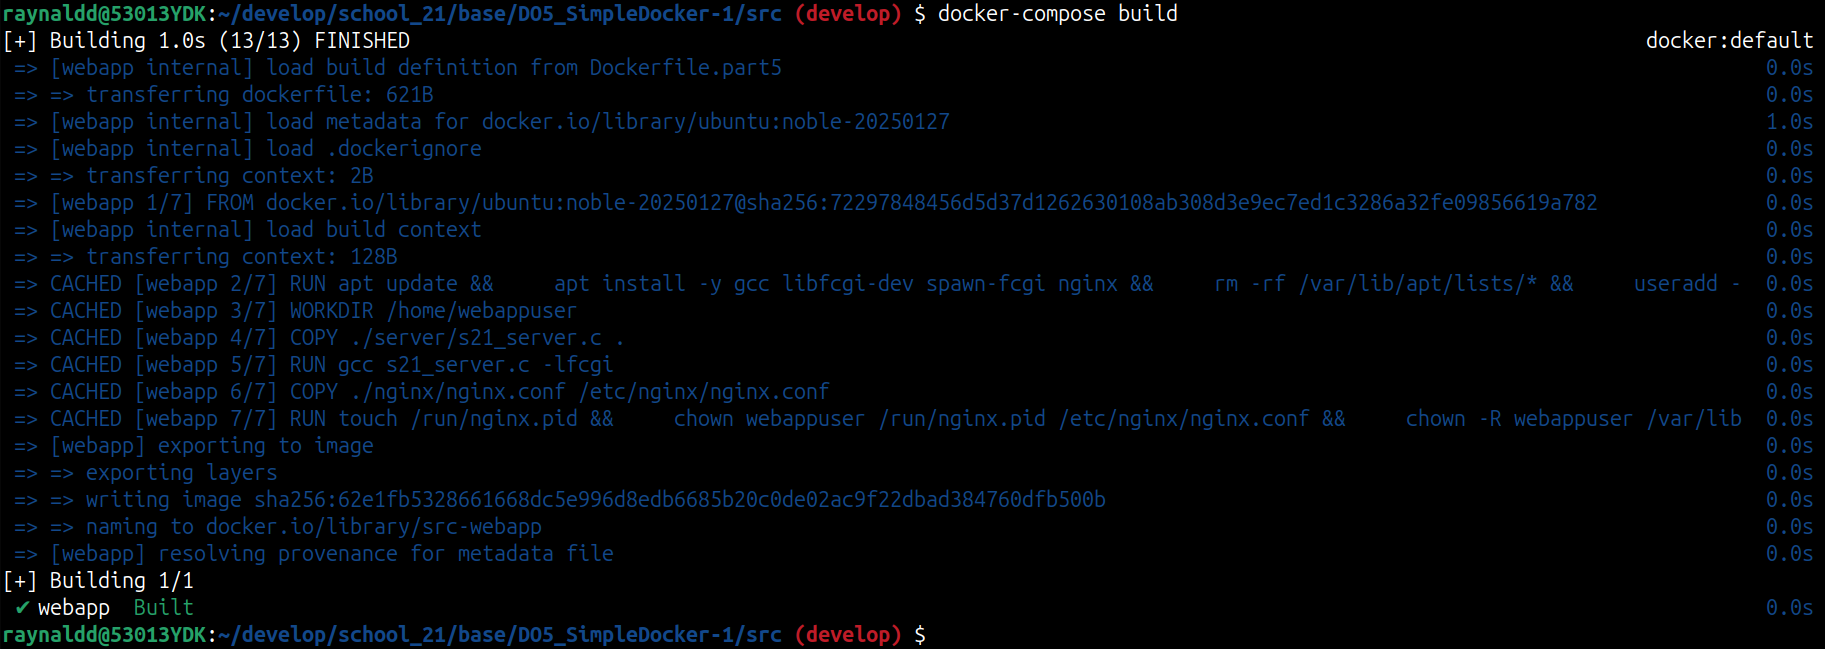 raynaldd@53013YDK:~/develop/school_21/base/DO5_SimpleDocker-1/src (develop) $ docker-compose build
[+] Building 1.0s (13/13) FINISHED docker:default
=> [webapp internal] load build definition from Dockerfile.part5 0.0s
=> => transferring dockerfile: 621B 0.0s
=> [webapp internal] load metadata for docker.io/library/ubuntu:noble-20250127 1.0s
=> [webapp internal] load .dockerignore 0.0s
=> => transferring context: 2B 0.0s
=> [webapp 1/7] FROM docker.io/library/ubuntu:noble-20250127@sha256:72297848456d5d37d1262630108ab308d3e9ec7ed1c3286a32fe09856619a782 0.0s
=> [webapp internal] load build context 0.0s
=> => transferring context: 128B 0.0s
=> CACHED [webapp 2/7] RUN apt update && apt install -y gcc libfcgi-dev spawn-fcgi nginx && rm -rf /var/lib/apt/lists/* && useradd - 0.0s
=> CACHED [webapp 3/7] WORKDIR /home/webappuser 0.0s
=> CACHED [webapp 4/7] COPY ./server/s21_server.c . 0.0s
=> CACHED [webapp 5/7] RUN gcc s21_server.c -lfcgi 0.0s
=> CACHED [webapp 6/7] COPY ./nginx/nginx.conf /etc/nginx/nginx.conf 0.0s
=> CACHED [webapp 7/7] RUN touch /run/nginx.pid && chown webappuser /run/nginx.pid /etc/nginx/nginx.conf && chown -R webappuser /var/lib 0.0s
=> [webapp] exporting to image 0.0s
=> => exporting layers 0.0s
=> => writing image sha256:62e1fb5328661668dc5e996d8edb6685b20c0de02ac9f22dbad384760dfb500b 0.0s
=> => naming to docker.io/library/src-webapp 0.0s
=> [webapp] resolving provenance for metadata file 0.0s
[+] Building 1/1
✔ webapp Built 0.0s
raynaldd@53013YDK:~/develop/school_21/base/DO5_SimpleDocker-1/src (develop) $